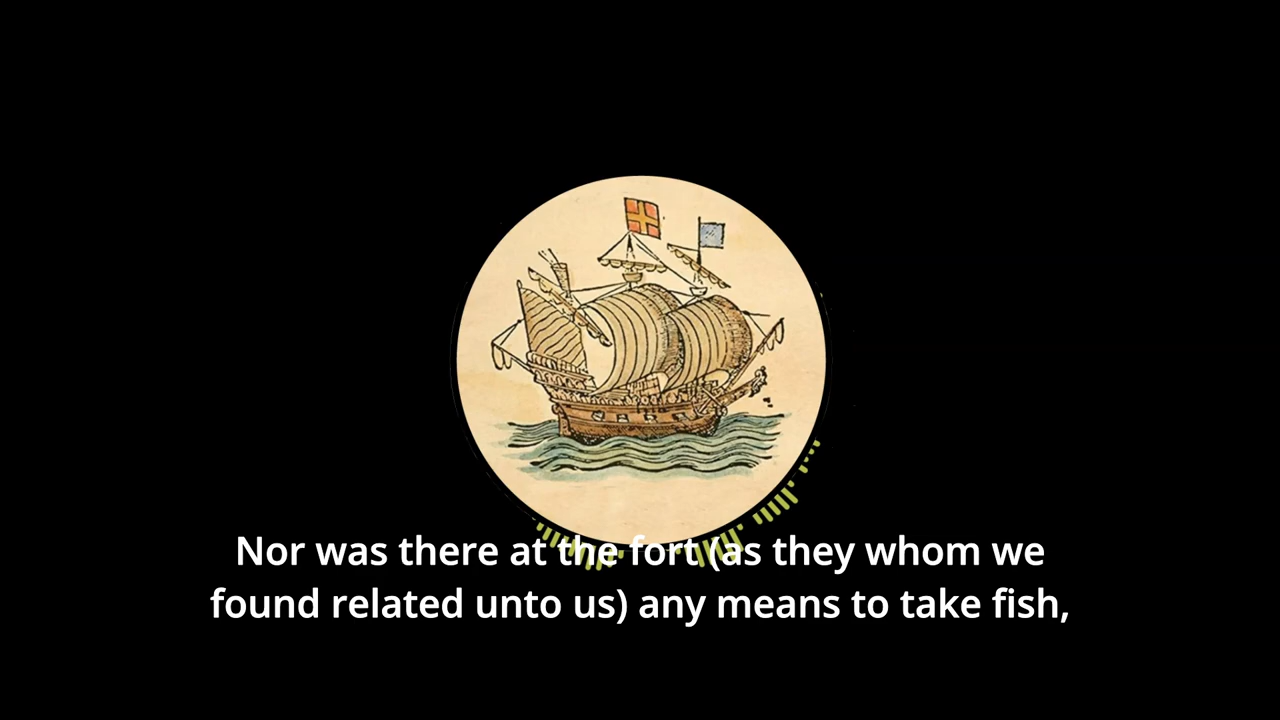 Nor was there at the fort (as they whom we
found related unto us) any means to take fish,